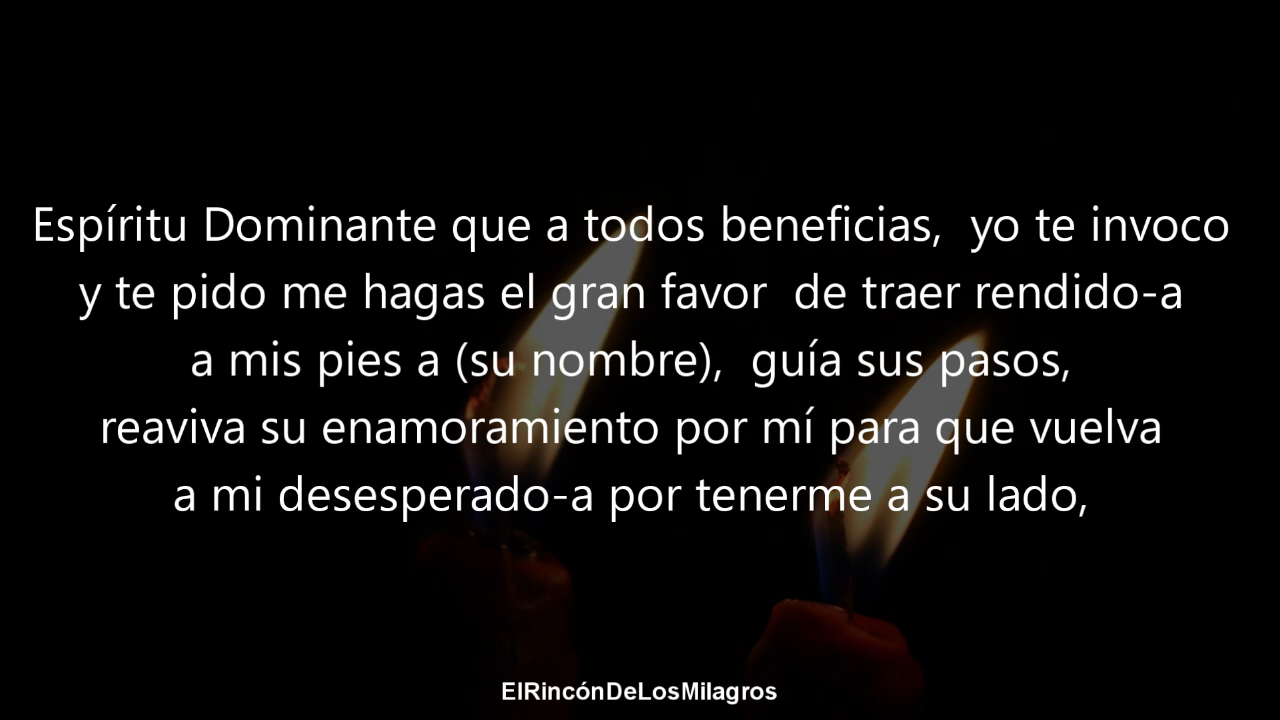 Espíritu Dominante que a todos beneficias,  yo te invoco
y te pido me hagas el gran favor  de traer rendido-a
a mis pies a (su nombre),  guía sus pasos,
reaviva su enamoramiento por mí para que vuelva
a mi desesperado-a por tenerme a su lado,
ElRincónDeLosMilagros